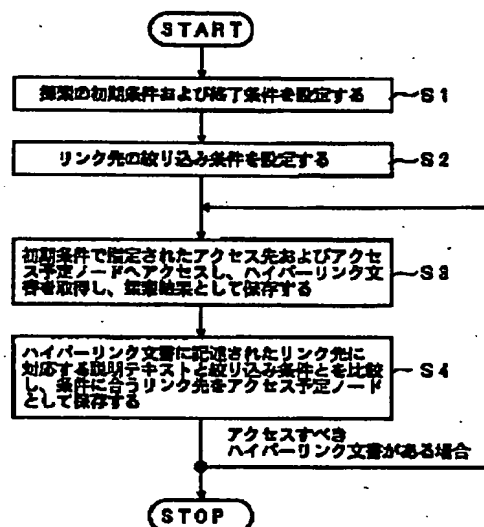 START
探索の初期条件および終了条件を設定する
S1
リンク先の絞り込み条件を設定する
S2
初期条件で指定されたアクセス先およびアクセ
ス予定ノードへアクセスし、ハイパーリンク文
書を取得し、探索結果として保存する
S3
ハイパーリンク文書に記述されたリンク先に
対応する説明テキストと絞り込み条件とを比較
し、条件に合うリンク先をアクセス予定ノード
として保存する
S4
アクセスすべき
ハイパーリンク文書がある場合
STOP